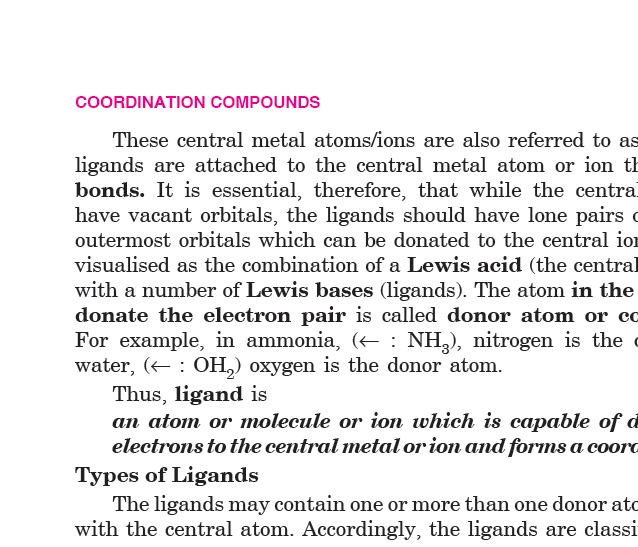 COORDINATION COMPOUNDS
These central metal atoms/ions are also referred to as
ligands are attached to the central metal atom or ion
bonds. It is essential, therefore, that while the central
have vacant orbitals, the ligands should have lone pairs
outermost orbitals which can be donated to the central ion
visualised as the combination of a Lewis acid (the central
with a number of Lewis bases (ligands). The atom in the
donate the electron pair is called donor atom or
For example, in ammonia, (← : NH₃), nitrogen is the
water, (← : OH₂) oxygen is the donor atom.
Thus, ligand is
an atom or molecule or ion which is capable of
electrons to the central metal or ion and forms a
Types of Ligands
The ligands may contain one or more than one donor
with the central atom. Accordingly, the ligands are